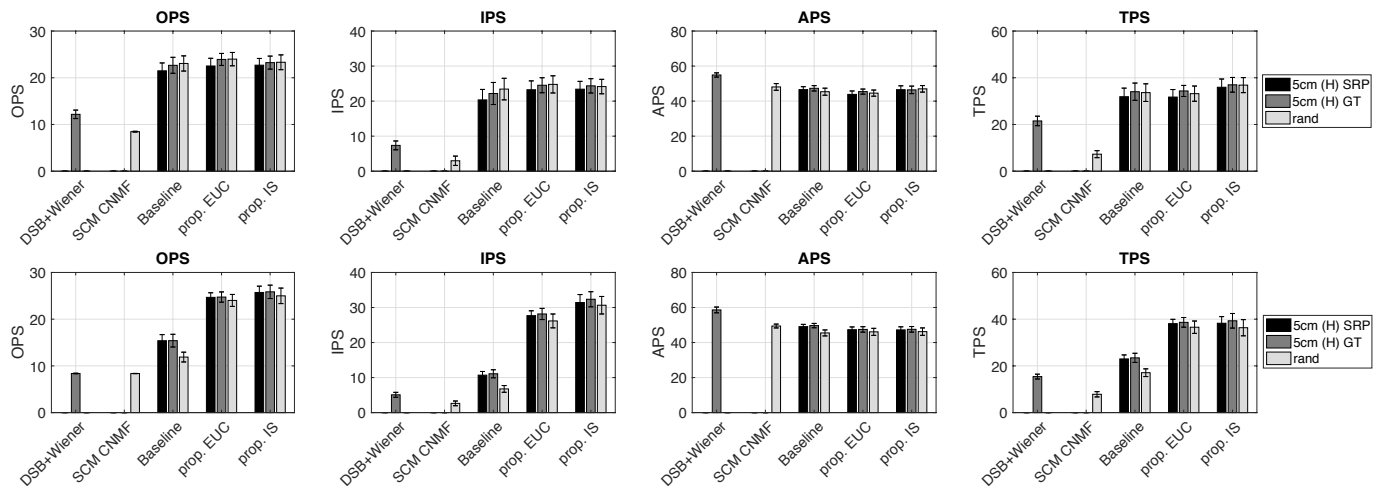 OPS
IPS
APS
TPS
OPS
30
20
10
0
IPS
40
30
20
10
0
APS
80
60
40
20
0
TPS
60
40
20
0
5cm (H) SRP
5cm (H) GT
rand
DSB+Wiener
SCM CNMF
Baseline
prop. EUC
prop. IS
DSB+Wiener
SCM CNMF
Baseline
prop. EUC
prop. IS
DSB+Wiener
SCM CNMF
Baseline
prop. EUC
prop. IS
DSB+Wiener
SCM CNMF
Baseline
prop. EUC
prop. IS
OPS
IPS
APS
TPS
OPS
30
20
10
0
IPS
40
30
20
10
0
APS
80
60
40
20
0
TPS
60
40
20
0
5cm (H) SRP
5cm (H) GT
rand
DSB+Wiener
SCM CNMF
Baseline
prop. EUC
prop. IS
DSB+Wiener
SCM CNMF
Baseline
prop. EUC
prop. IS
DSB+Wiener
SCM CNMF
Baseline
prop. EUC
prop. IS
DSB+Wiener
SCM CNMF
Baseline
prop. EUC
prop. IS